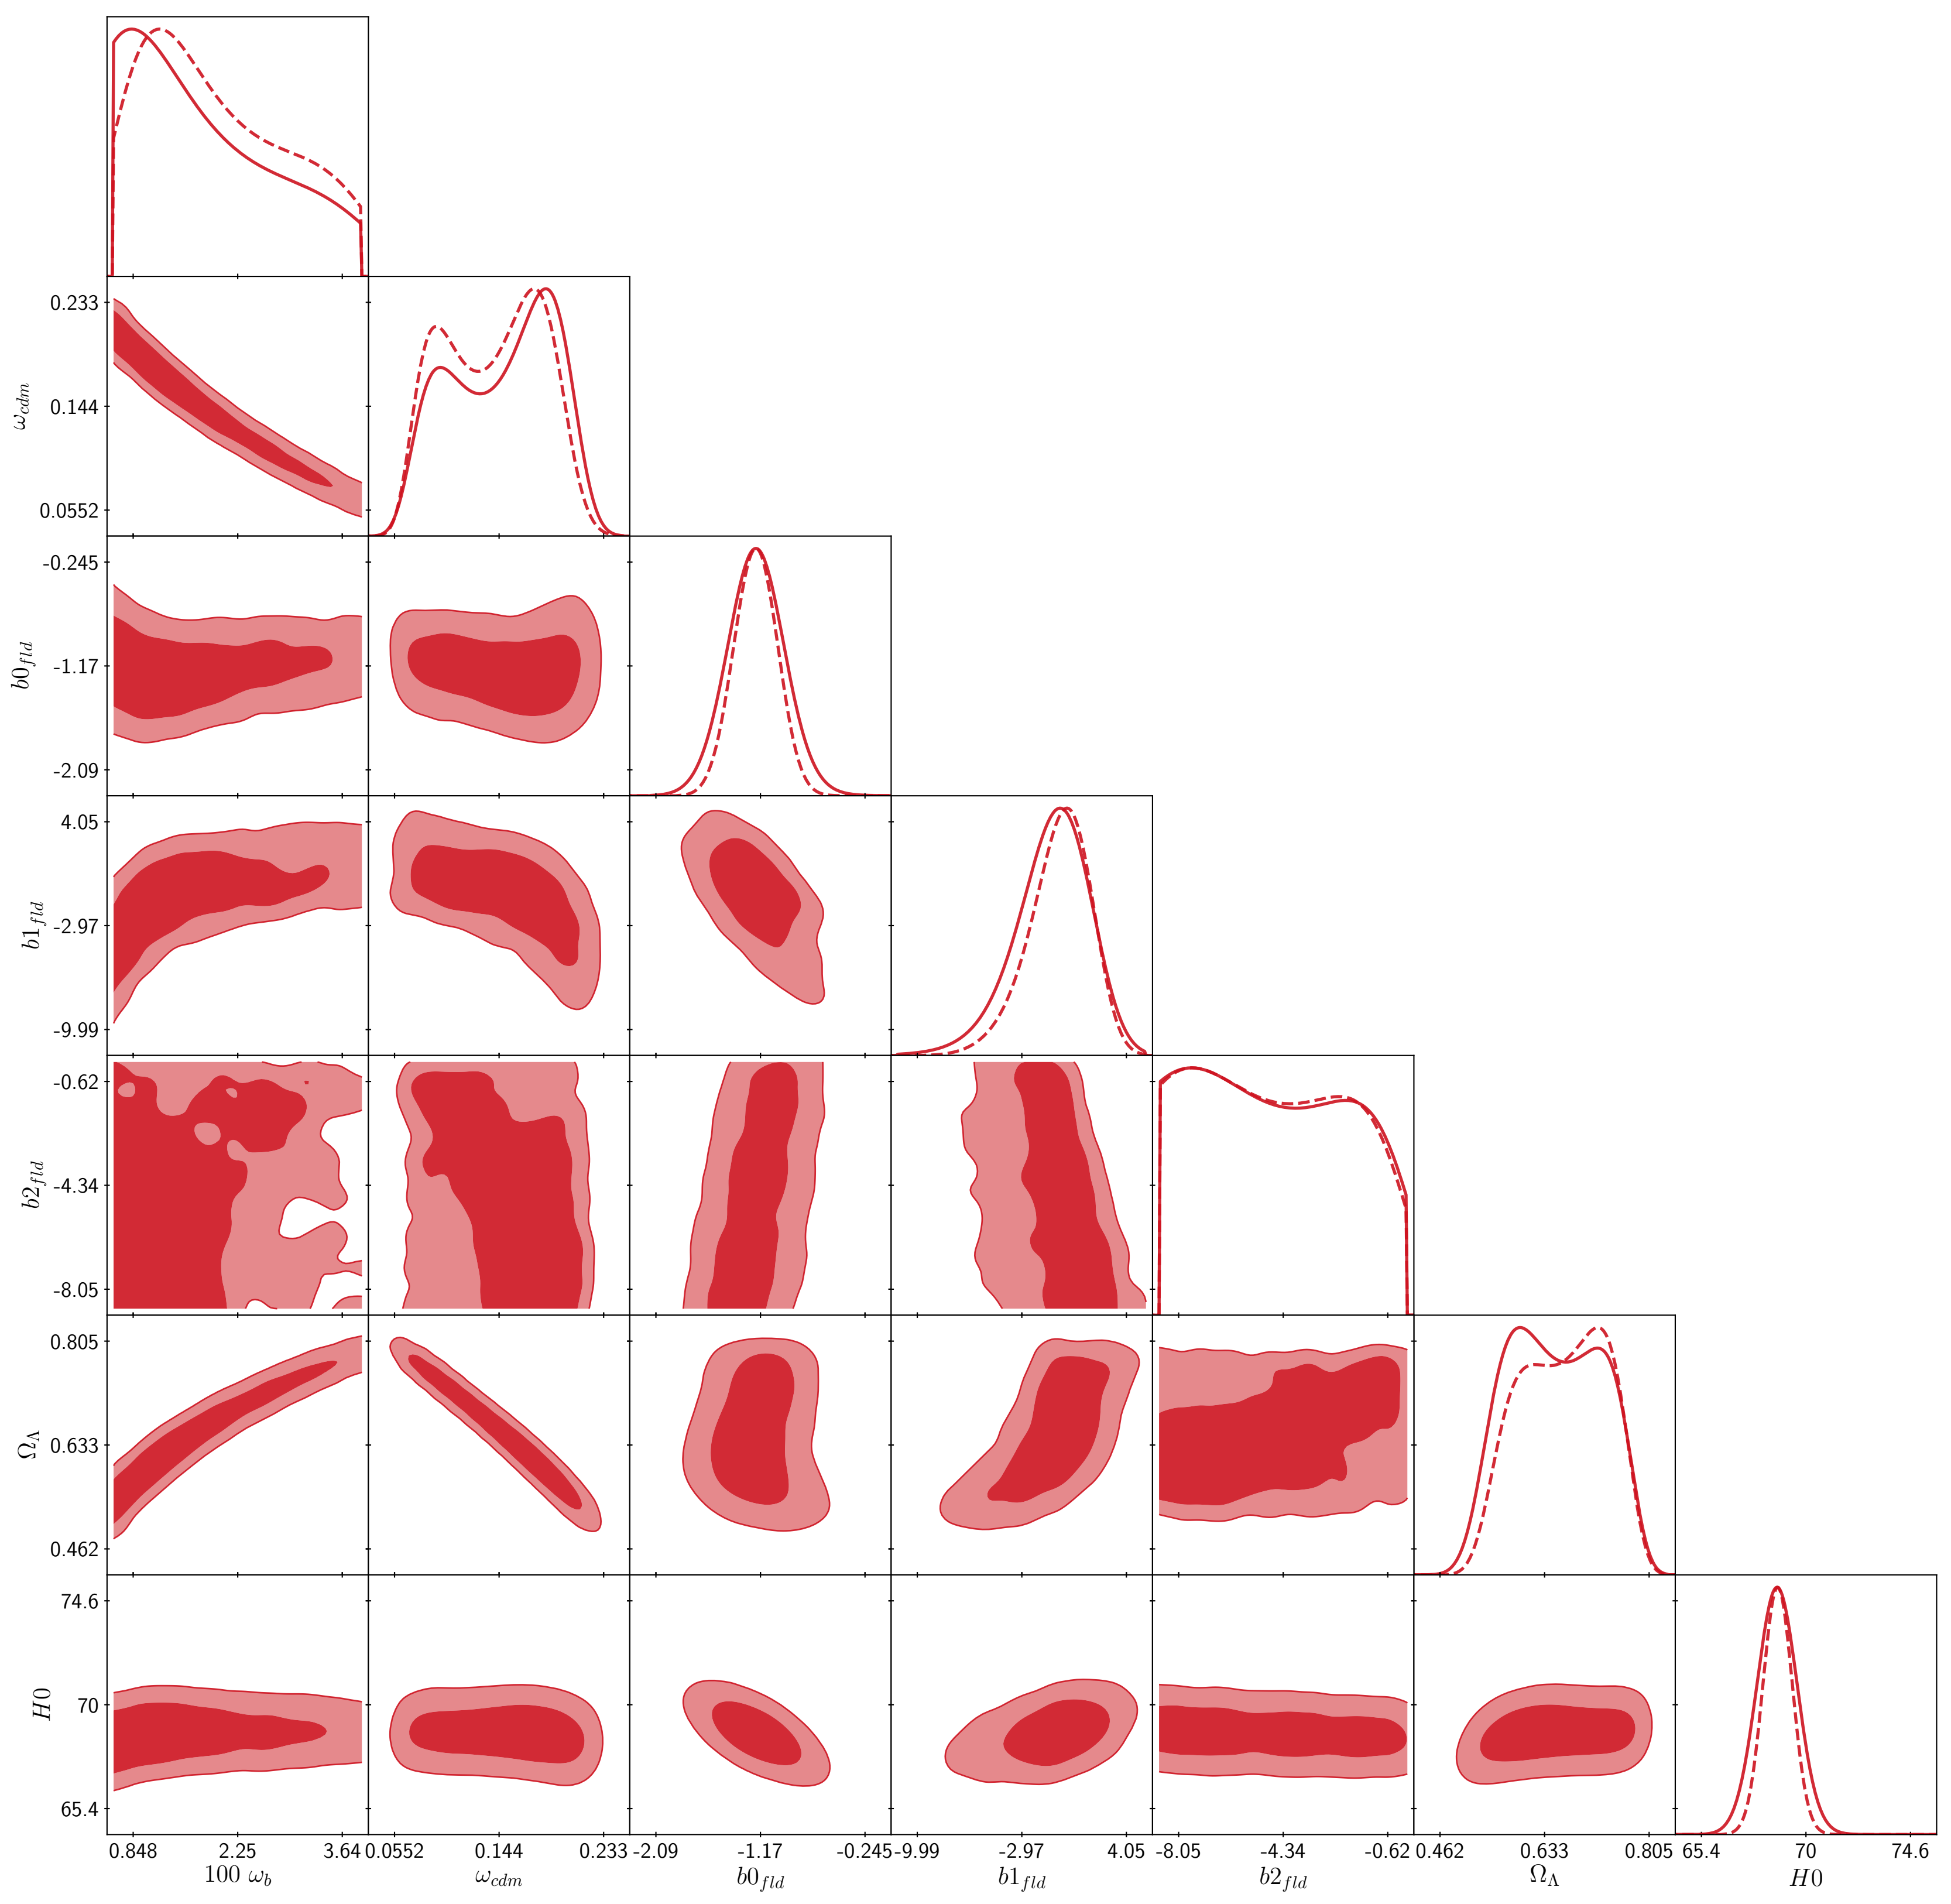 0.233
0.144
0.0552
ω_cdm
-0.245
-1.17
-2.09
b0_fld
4.05
-2.97
-9.99
b1_fld
-0.62
-4.34
-8.05
b2_fld
0.805
0.633
0.462
Ω_Λ
74.6
70
65.4
H0
0.848 2.25 3.64 0.0552 0.144 0.233 -2.09 -1.17 -0.245 -9.99 -2.97 4.05 -8.05 -4.34 -0.62 0.462 0.633 0.805 65.4 70 74.6
100 ω_b ω_cdm b0_fld b1_fld b2_fld Ω_Λ H0